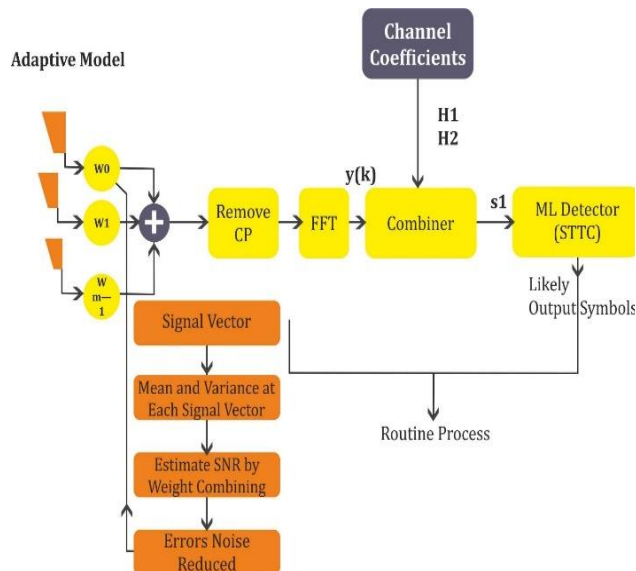 Adaptive Model
Channel
Coefficients
H1
H2
W0
W1
W
m—
1
+
Remove
CP
FFT
y(k)
Combiner
s1
ML Detector
(STTC)
Likely
Output Symbols
Signal Vector
Mean and Variance at
Each Signal Vector
Estimate SNR by
Weight Combining
Errors Noise
Reduced
Routine Process